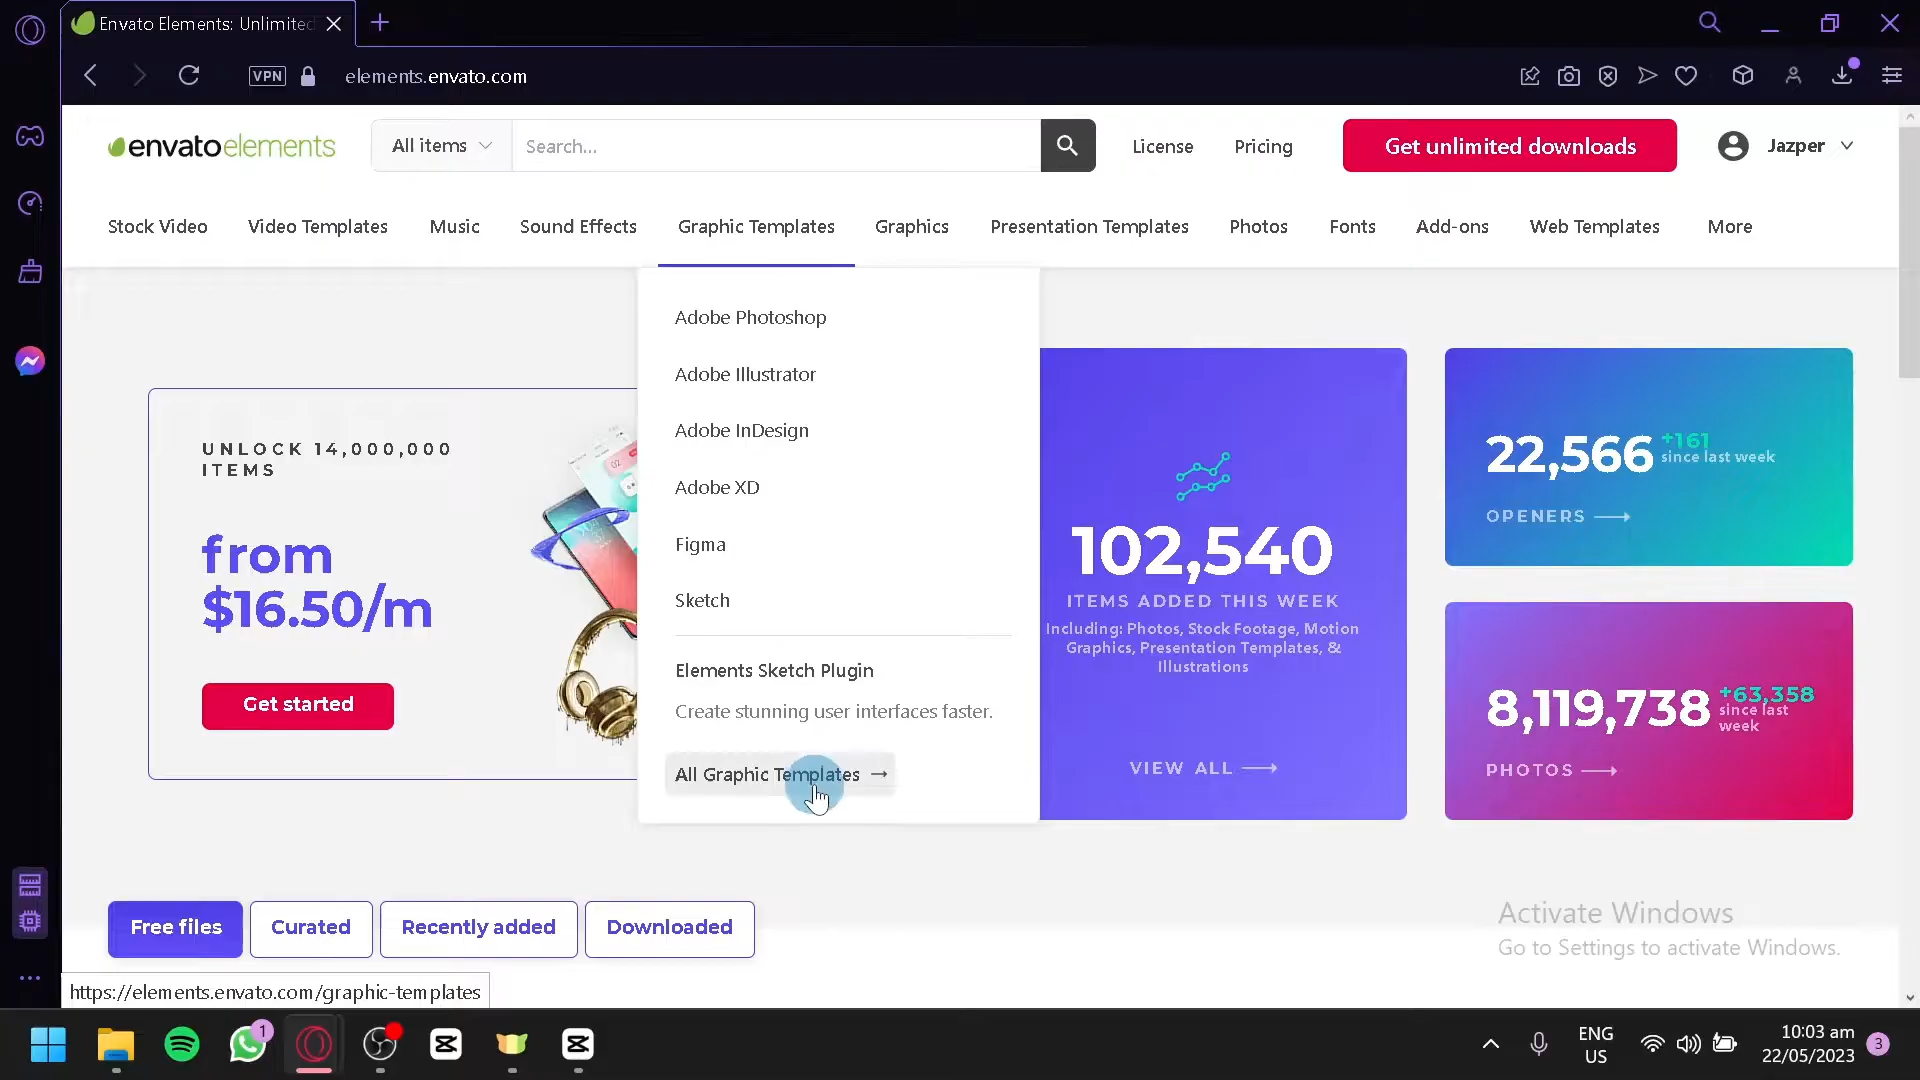 Envato Elements: Unlimited
VPN
elements.envato.com
envatoelements
All items
Search...
License
Pricing
Get unlimited downloads
Jazper
Stock Video
Video Templates
Music
Sound Effects
Graphic Templates
Graphics
Presentation Templates
Photos
Fonts
Add-ons
Web Templates
More
Adobe Photoshop
Adobe Illustrator
Adobe InDesign
Adobe XD
Figma
Sketch
Elements Sketch Plugin
Create stunning user interfaces faster.
All Graphic Templates →
UNLOCK 14,000,000
ITEMS
from
$16.50/m
Get started
02
102,540
ITEMS ADDED THIS WEEK
Including: Photos, Stock Footage, Motion
Graphics, Presentation Templates, &
Illustrations
VIEW ALL
22,566
+161
since last week
OPENERS
8,119,738
+63,358
since last
week
PHOTOS
Free files
Curated
Recently added
Downloaded
Activate Windows
Go to Settings to activate Windows.
https://elements.envato.com/graphic-templates
1
ENG
US
10:03 am
22/05/2023
3